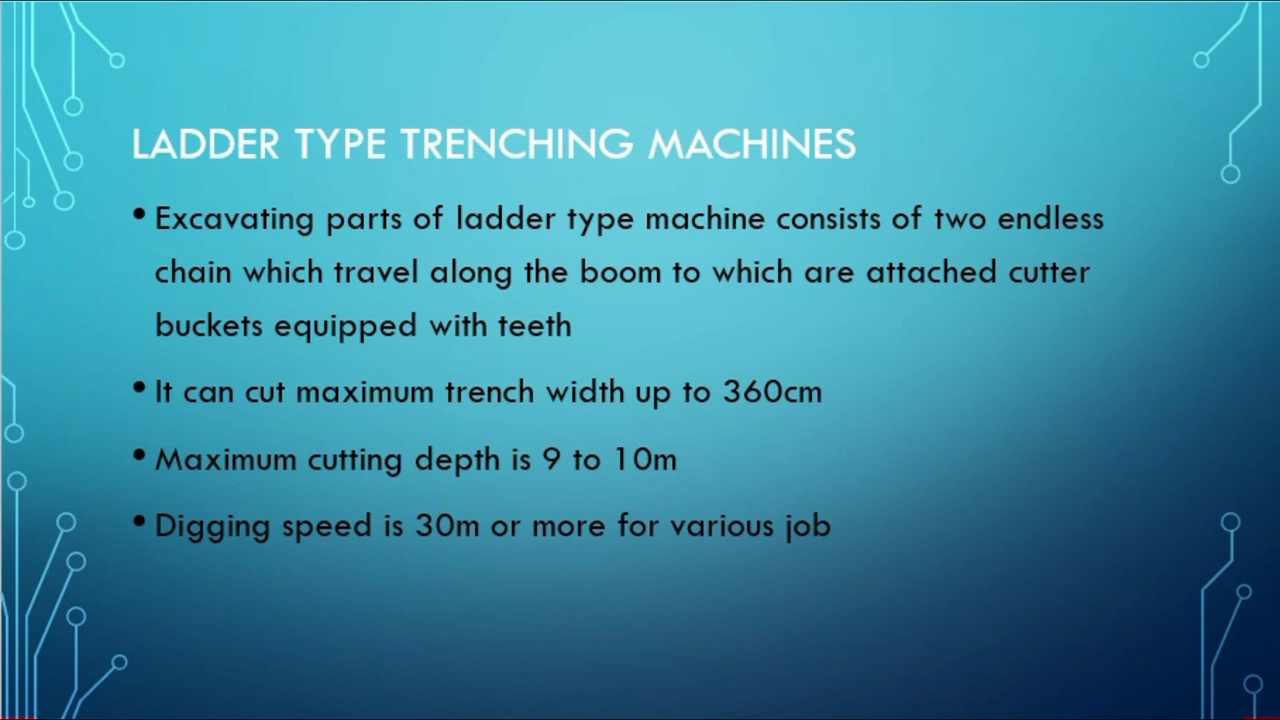 LADDER TYPE TRENCHING MACHINES
• Excavating parts of ladder type machine consists of two endless
chain which travel along the boom to which are attached cutter
buckets equipped with teeth
• It can cut maximum trench width up to 360cm
• Maximum cutting depth is 9 to 10m
• Digging speed is 30m or more for various job